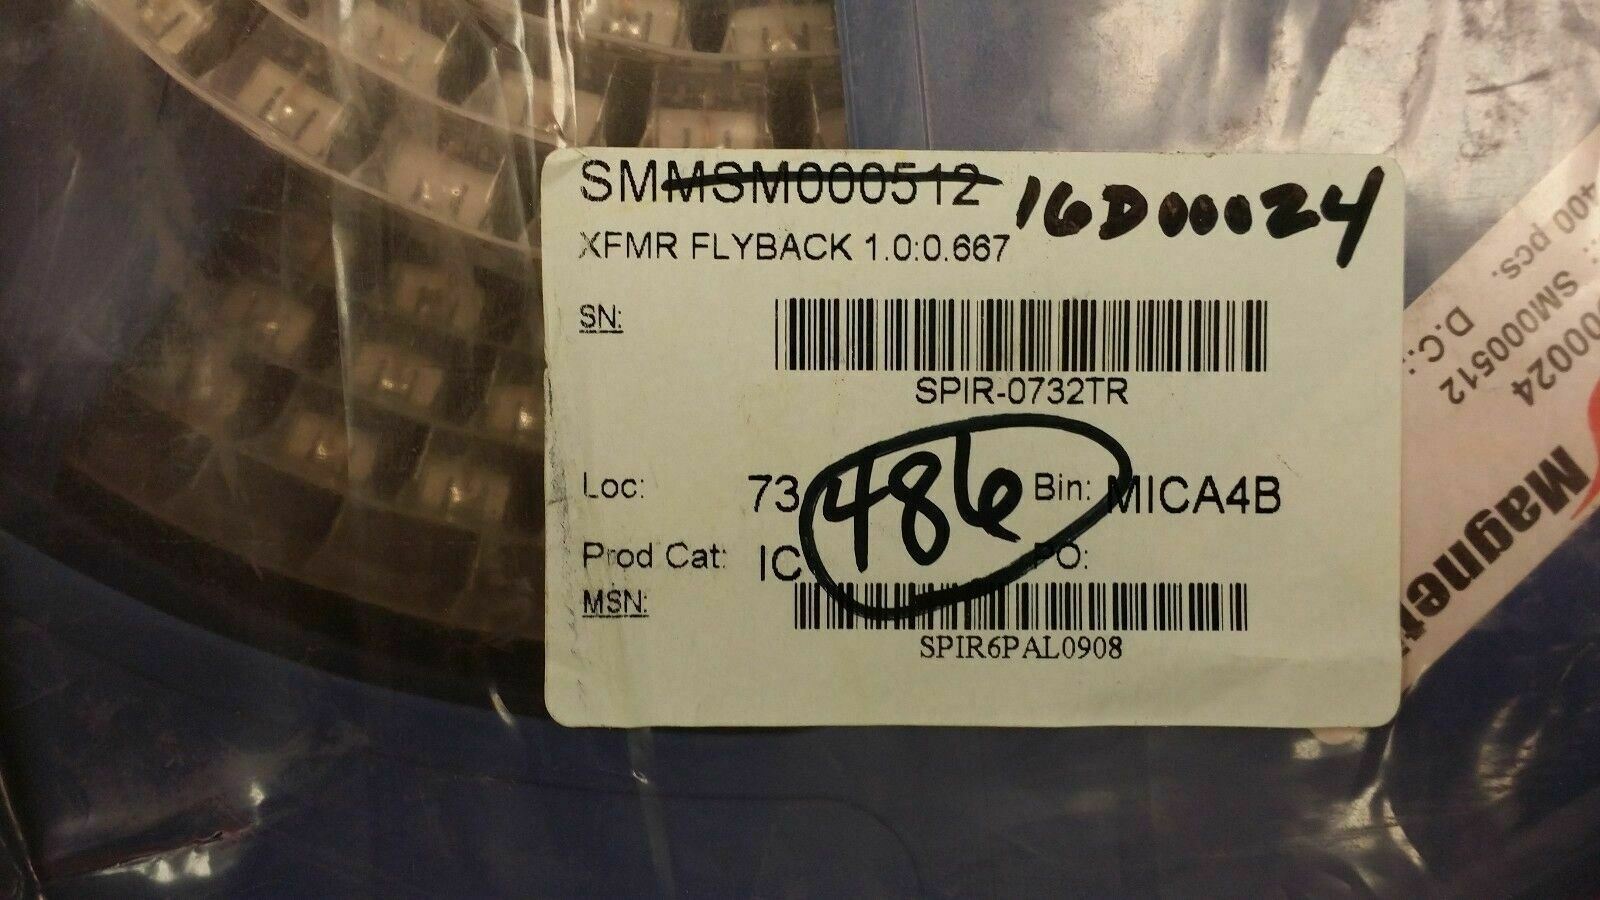 SMMSM000512 16D00024
XFMR FLYBACK 1.0:0.667
SN:
SPIR-0732TR
Loc: 73 486 Bin: MICA4B
Prod Cat: IC PO:
MSN:
SPIR6PAL0908
00024
SM000512
400 pcs.
D.C.: